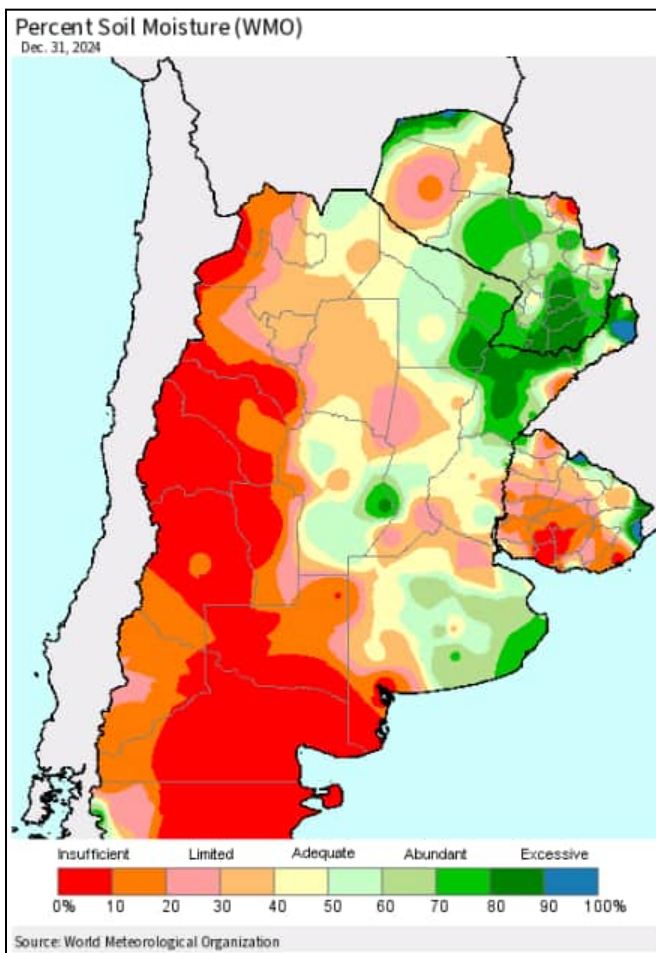 Percent Soil Moisture (WMO)
Dec. 31, 2024
Insufficient Limited Adequate Abundant Excessive
0% 10 20 30 40 50 60 70 80 90 100%
Source: World Meteorological Organization